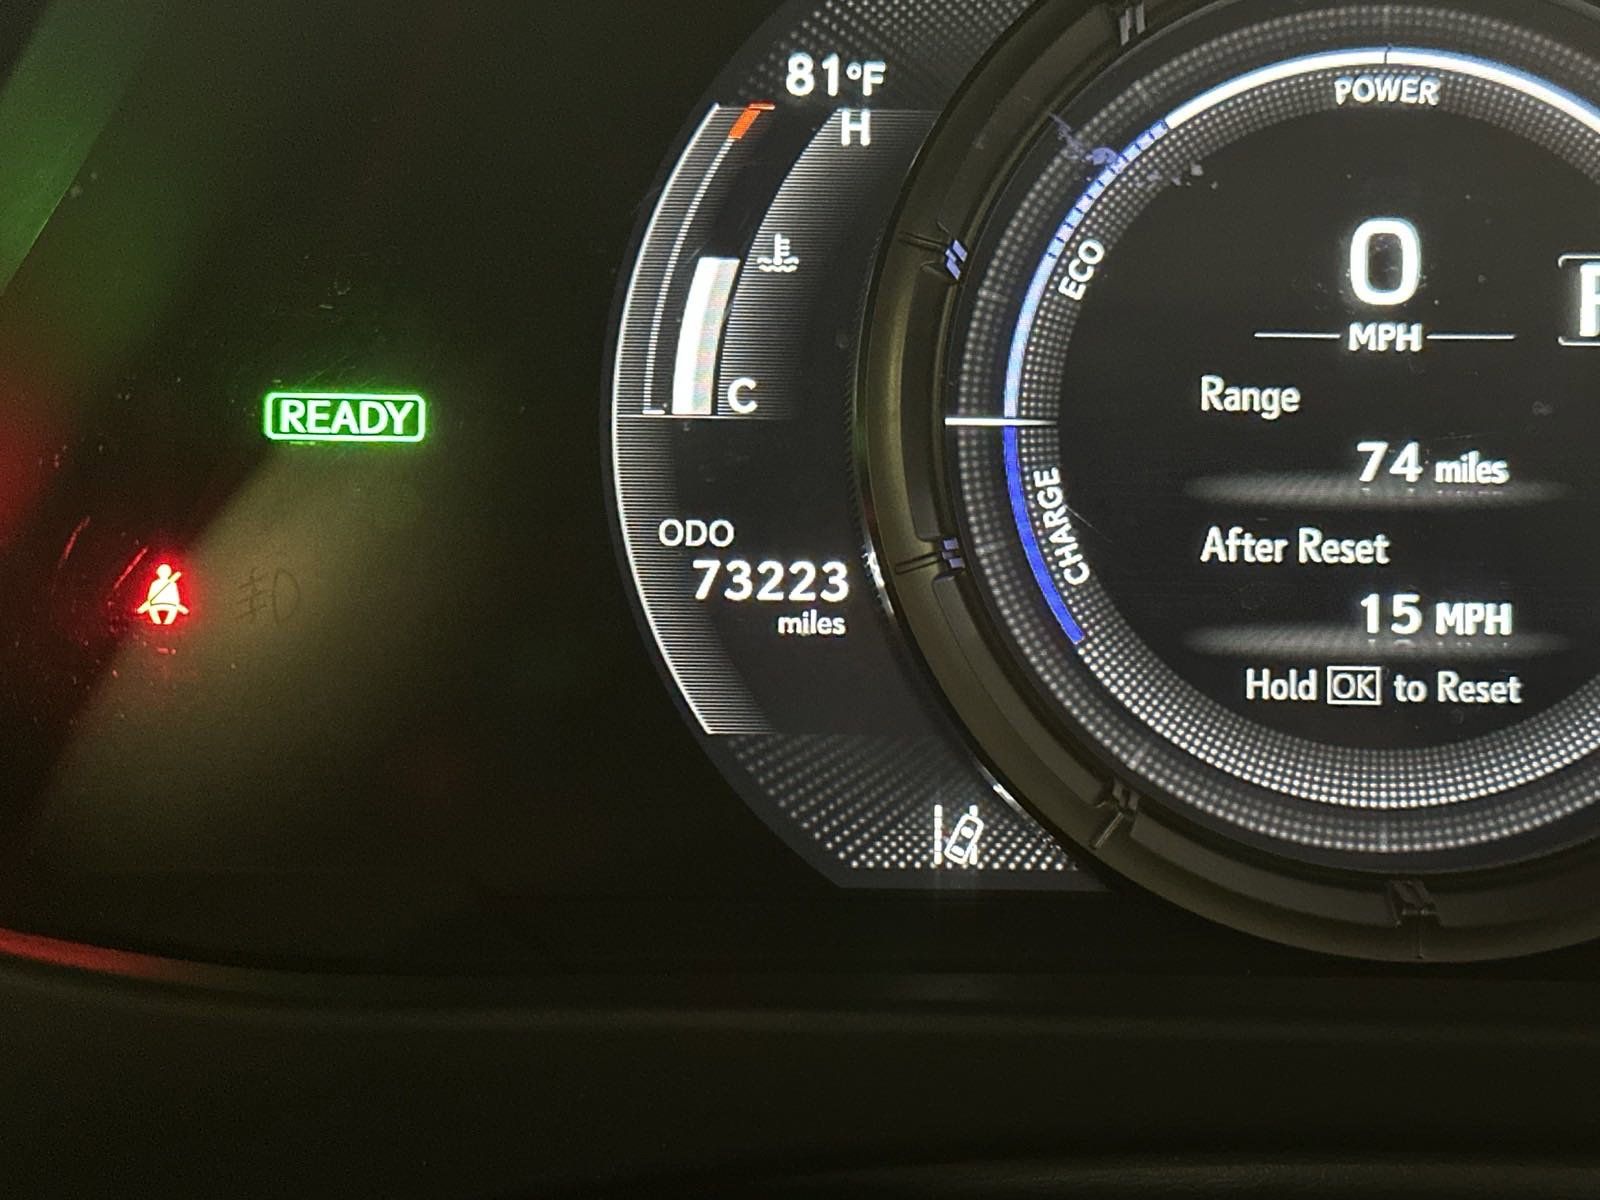 81°F
H
C
READY
ODO
73223
miles
POWER
ECO
CHARGE
0
MPH
Range
74 miles
After Reset
15 MPH
Hold OK to Reset